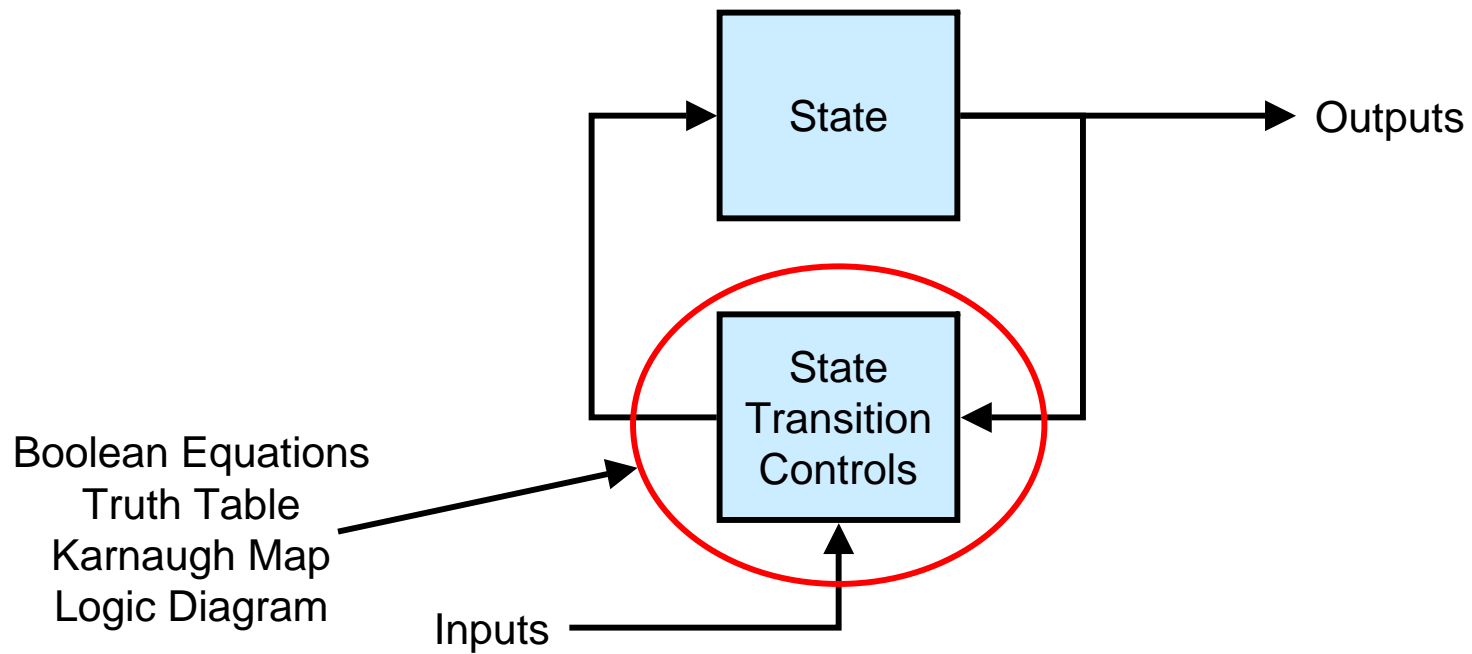 State
Outputs
State
Transition
Controls
Boolean Equations
Truth Table
Karnaugh Map
Logic Diagram
Inputs